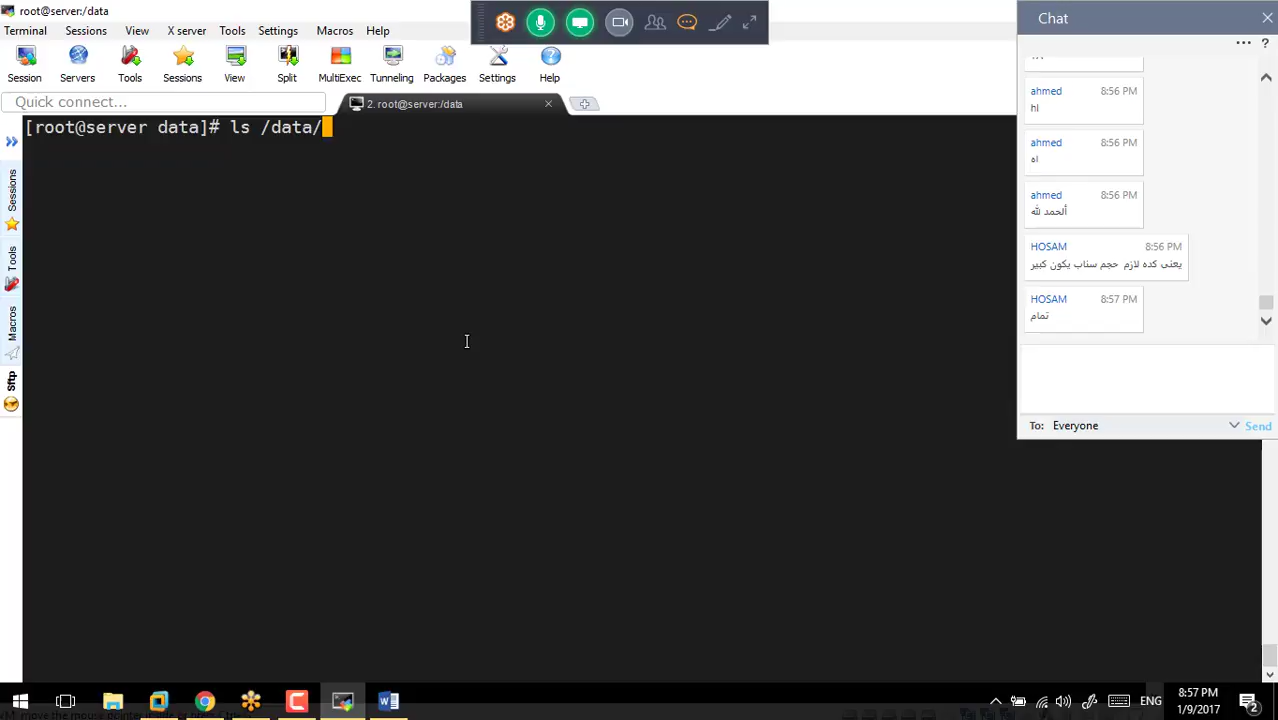 root@server:/data
Terminal Sessions View X server Tools Settings Macros Help
Session Servers Tools Sessions View Split MultiExec Tunneling Packages Settings Help
Quick connect...
2. root@server:/data
[root@server data]# ls /data/
Sessions
Tools
Macros
Sftp
Chat
?
ahmed 8:56 PM
hi
ahmed 8:56 PM
اه
ahmed 8:56 PM
ألحمد لله
HOSAM 8:56 PM
يعنى كده لازم حجم سناب يكون كبير
HOSAM 8:57 PM
تمام
To: Everyone
Send
ENG
8:57 PM
1/9/2017
2